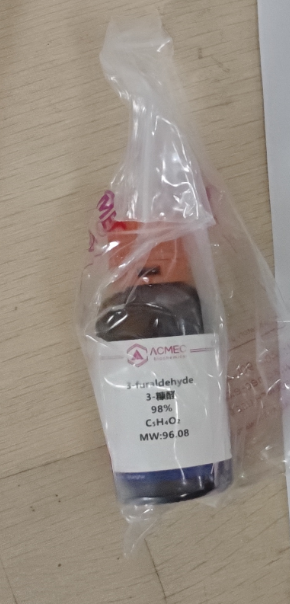 ACMEC
3-furaldehyde
3-糠醛
98%
C₅H₄O₂
MW:96.08